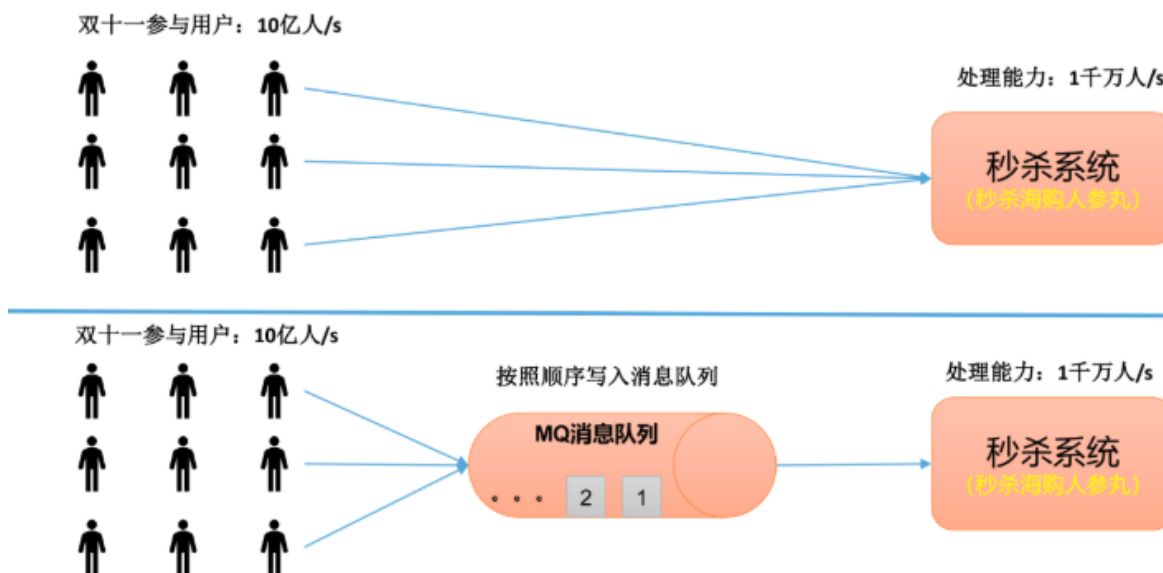 双十一参与用户：10亿人/s
处理能力：1千万人/s
秒杀系统
(秒杀海购人参丸)
双十一参与用户：10亿人/s
按照顺序写入消息队列
处理能力：1千万人/s
MQ消息队列
。。。 2 1
秒杀系统
(秒杀海购人参丸)